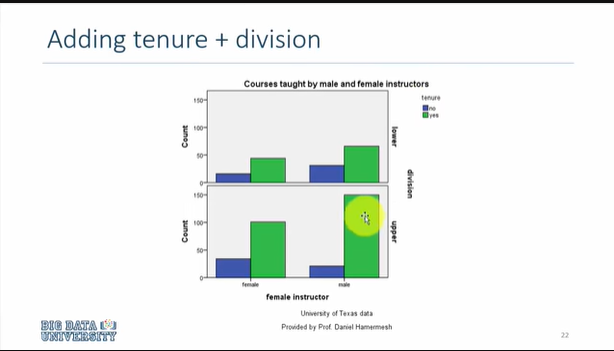 Adding tenure + division
Courses taught by male and female instructors
tenure
no
yes
150
100
50
0
Count
lower
division
150
100
50
0
Count
upper
female
male
female instructor
University of Texas data
Provided by Prof. Daniel Hamermesh
BIG DATA
UNIVERSITY
22